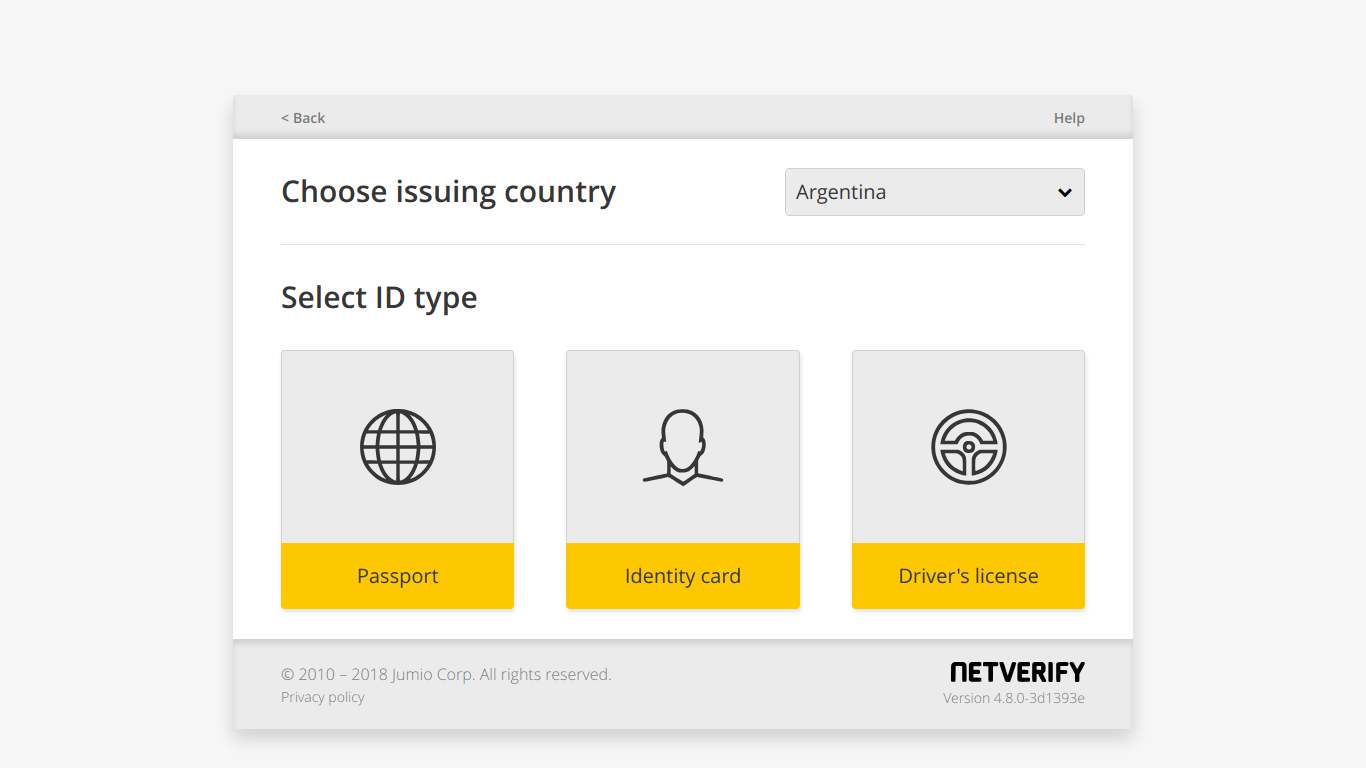 < Back
Help
Choose issuing country
Argentina
Select ID type
Passport
Identity card
Driver's license
© 2010 – 2018 Jumio Corp. All rights reserved.
Privacy policy
NETVERIFY
Version 4.8.0-3d1393e